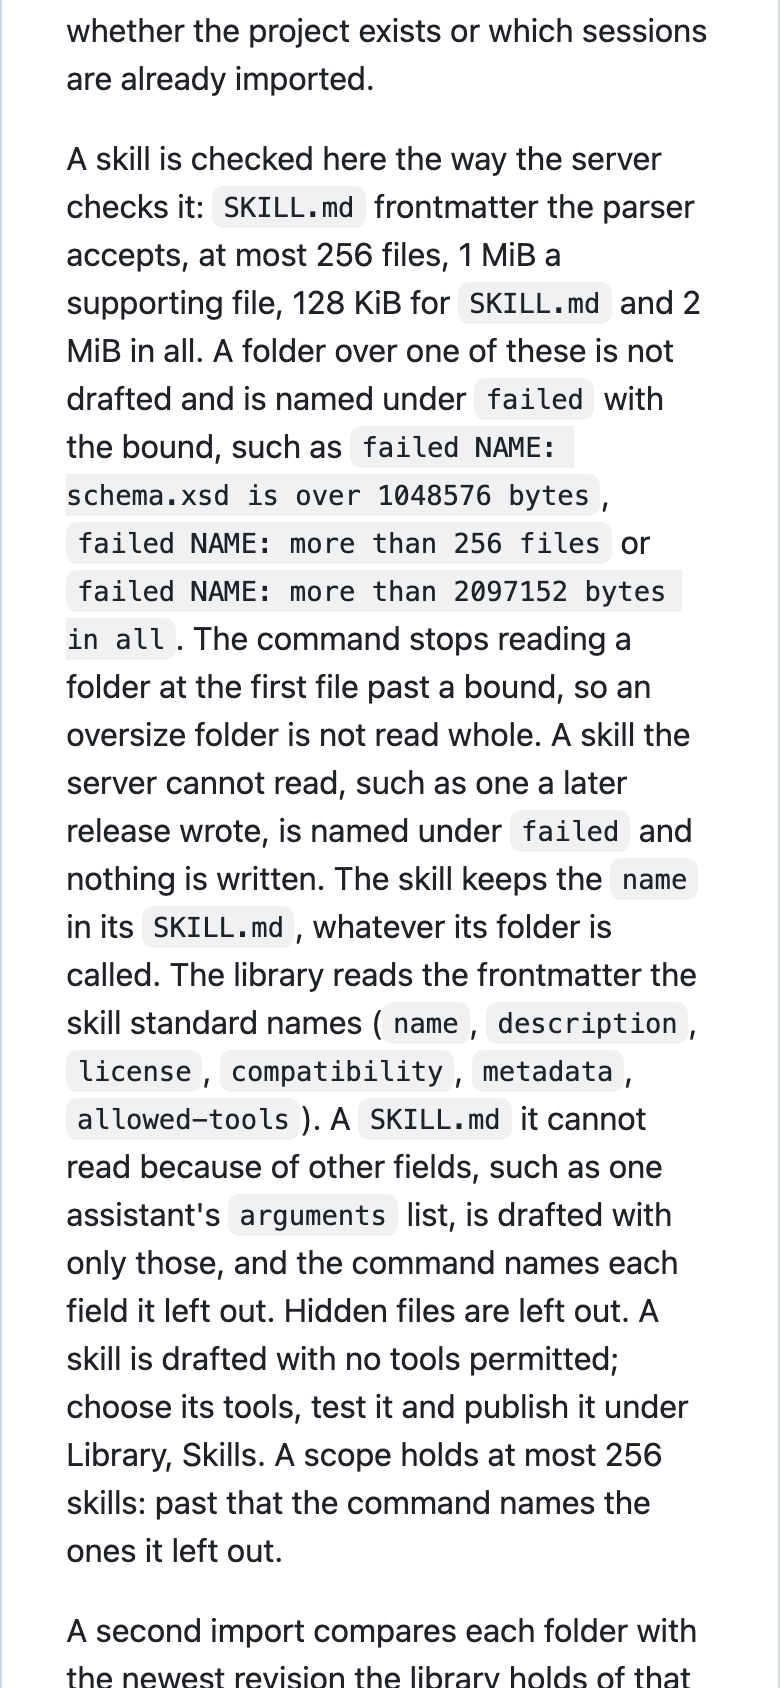 whether the project exists or which sessions
are already imported.
A skill is checked here the way the server
checks it: SKILL.md frontmatter the parser
accepts, at most 256 files, 1 MiB a
supporting file, 128 KiB for SKILL.md and 2
MiB in all. A folder over one of these is not
drafted and is named under failed with
the bound, such as failed NAME:
schema.xsd is over 1048576 bytes,
failed NAME: more than 256 files or
failed NAME: more than 2097152 bytes
in all. The command stops reading a
folder at the first file past a bound, so an
oversize folder is not read whole. A skill the
server cannot read, such as one a later
release wrote, is named under failed and
nothing is written. The skill keeps the name
in its SKILL.md, whatever its folder is
called. The library reads the frontmatter the
skill standard names (name, description,
license, compatibility, metadata,
allowed-tools). A SKILL.md it cannot
read because of other fields, such as one
assistant's arguments list, is drafted with
only those, and the command names each
field it left out. Hidden files are left out. A
skill is drafted with no tools permitted;
choose its tools, test it and publish it under
Library, Skills. A scope holds at most 256
skills: past that the command names the
ones it left out.
A second import compares each folder with
the newest revision the library holds of that